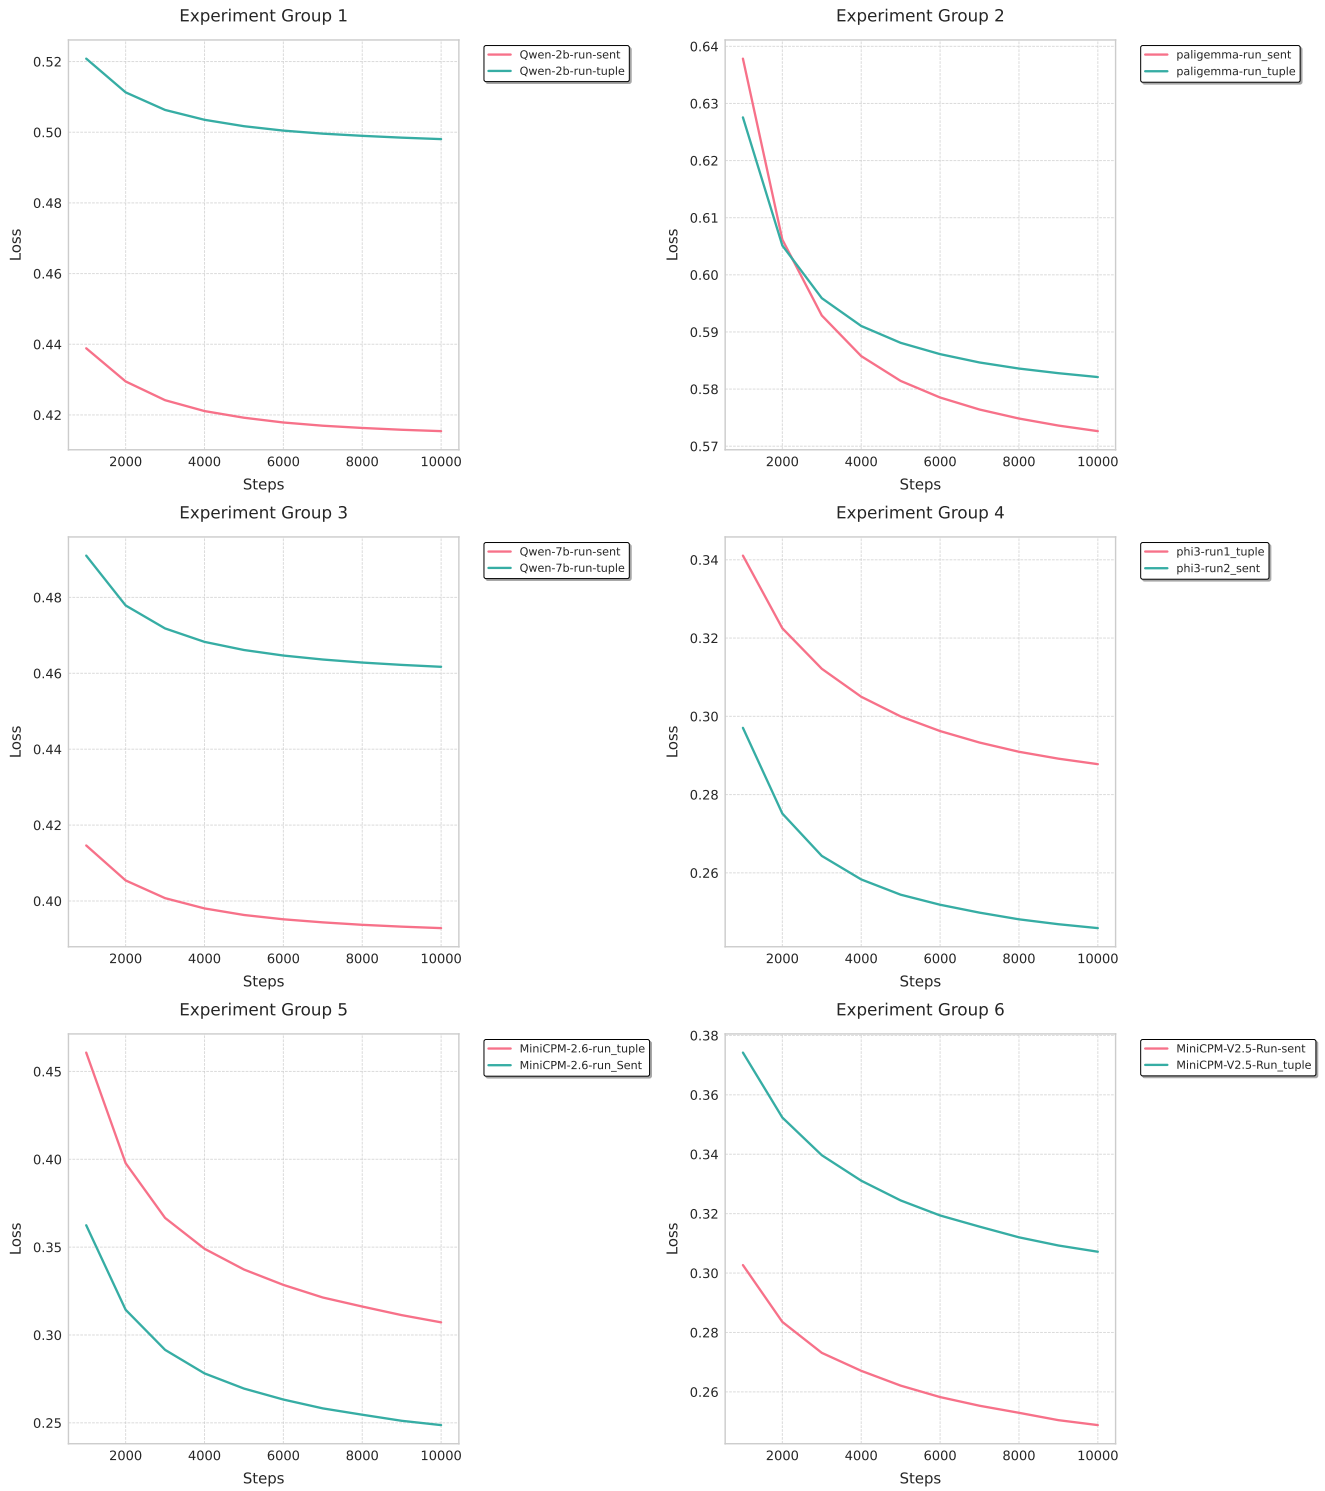 Experiment Group 1
Qwen-2b-run-sent
Qwen-2b-run-tuple
Loss
0.52
0.50
0.48
0.46
0.44
0.42
2000 4000 6000 8000 10000
Steps
Experiment Group 2
paligemma-run_sent
paligemma-run_tuple
Loss
0.64
0.63
0.62
0.61
0.60
0.59
0.58
0.57
2000 4000 6000 8000 10000
Steps
Experiment Group 3
Qwen-7b-run-sent
Qwen-7b-run-tuple
Loss
0.48
0.46
0.44
0.42
0.40
2000 4000 6000 8000 10000
Steps
Experiment Group 4
phi3-run1_tuple
phi3-run2_sent
Loss
0.34
0.32
0.30
0.28
0.26
2000 4000 6000 8000 10000
Steps
Experiment Group 5
MiniCPM-2.6-run_tuple
MiniCPM-2.6-run_Sent
Loss
0.45
0.40
0.35
0.30
0.25
2000 4000 6000 8000 10000
Steps
Experiment Group 6
MiniCPM-V2.5-Run-sent
MiniCPM-V2.5-Run_tuple
Loss
0.38
0.36
0.34
0.32
0.30
0.28
0.26
2000 4000 6000 8000 10000
Steps